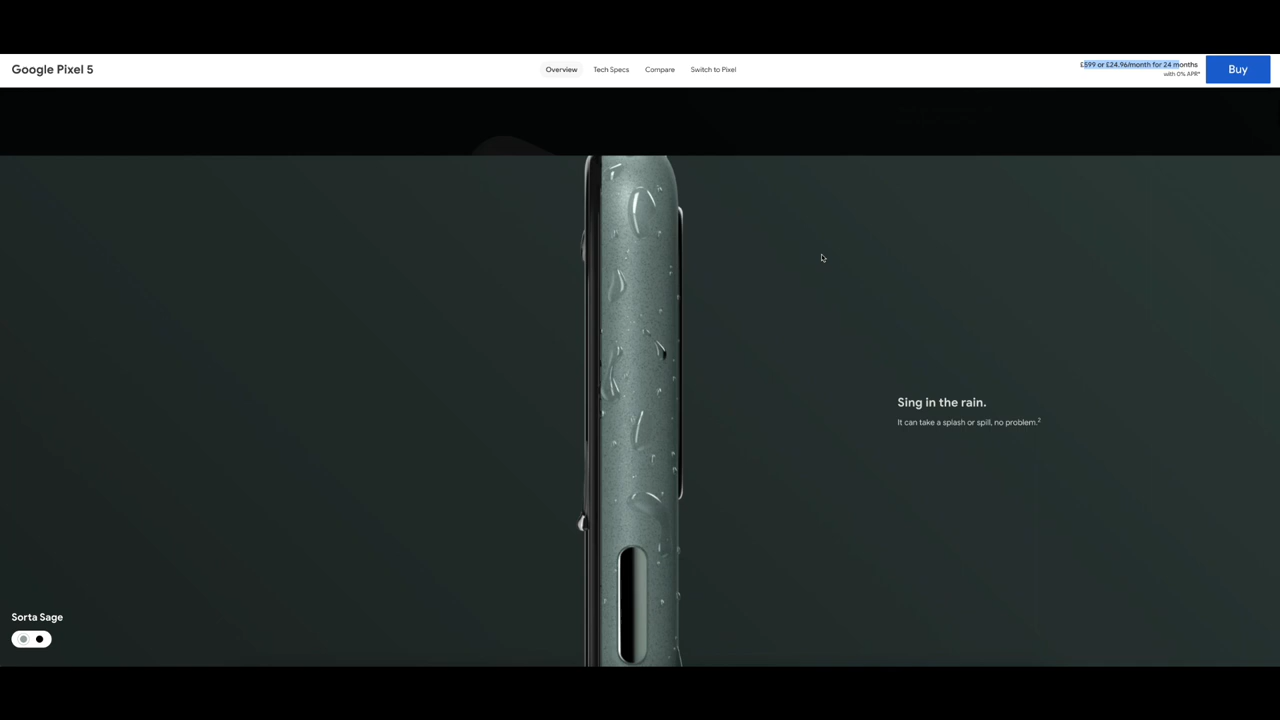 Google Pixel 5
Overview
Tech Specs
Compare
Switch to Pixel
£599 or £24.96/month for 24 months
with 0% APR*
Buy
Sing in the rain.
It can take a splash or spill, no problem.2
Sorta Sage